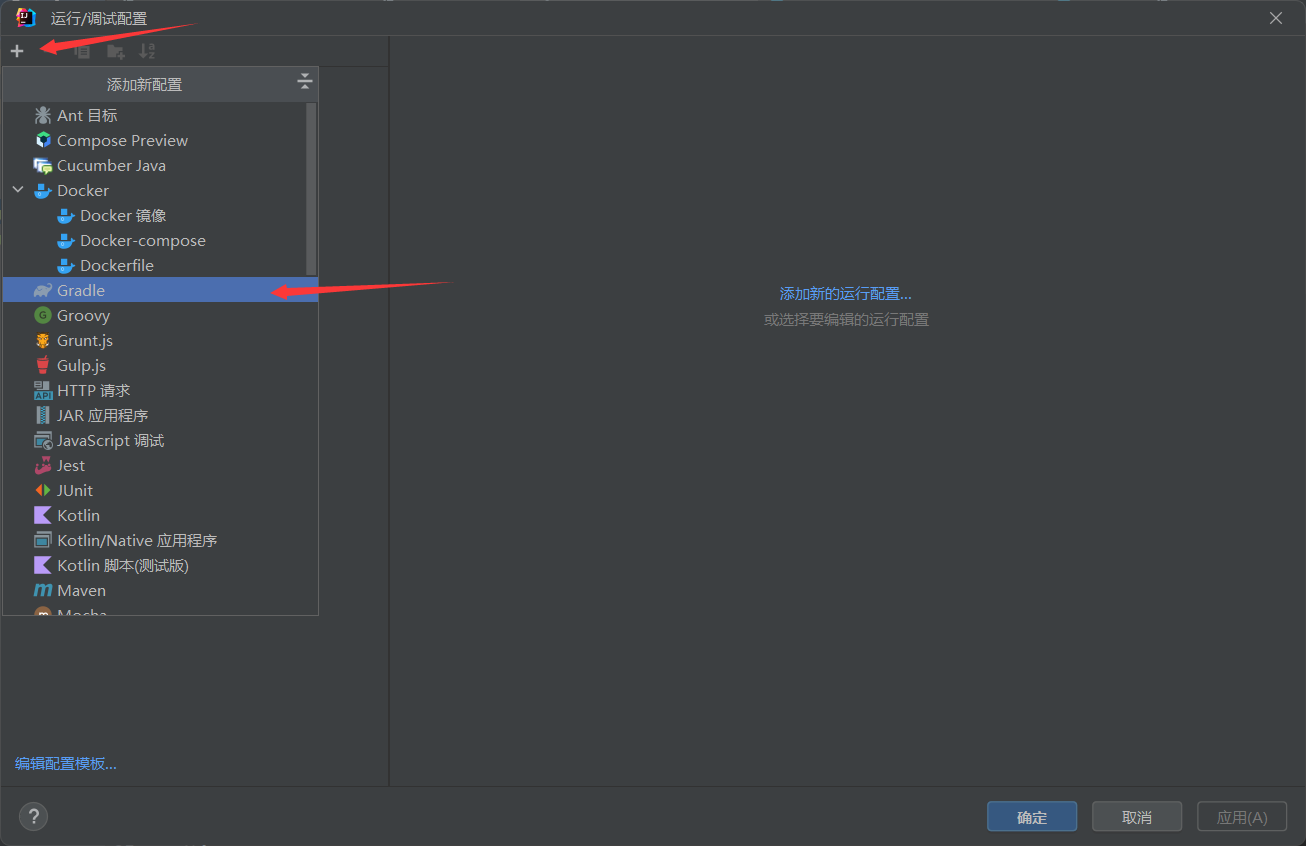 运行/调试配置
添加新配置
Ant 目标
Compose Preview
Cucumber Java
Docker
Docker 镜像
Docker-compose
Dockerfile
Gradle
Groovy
Grunt.js
Gulp.js
HTTP 请求
JAR 应用程序
JavaScript 调试
Jest
JUnit
Kotlin
Kotlin/Native 应用程序
Kotlin 脚本(测试版)
Maven
Mocha
添加新的运行配置...
或选择要编辑的运行配置
编辑配置模板...
?
确定
取消
应用(A)